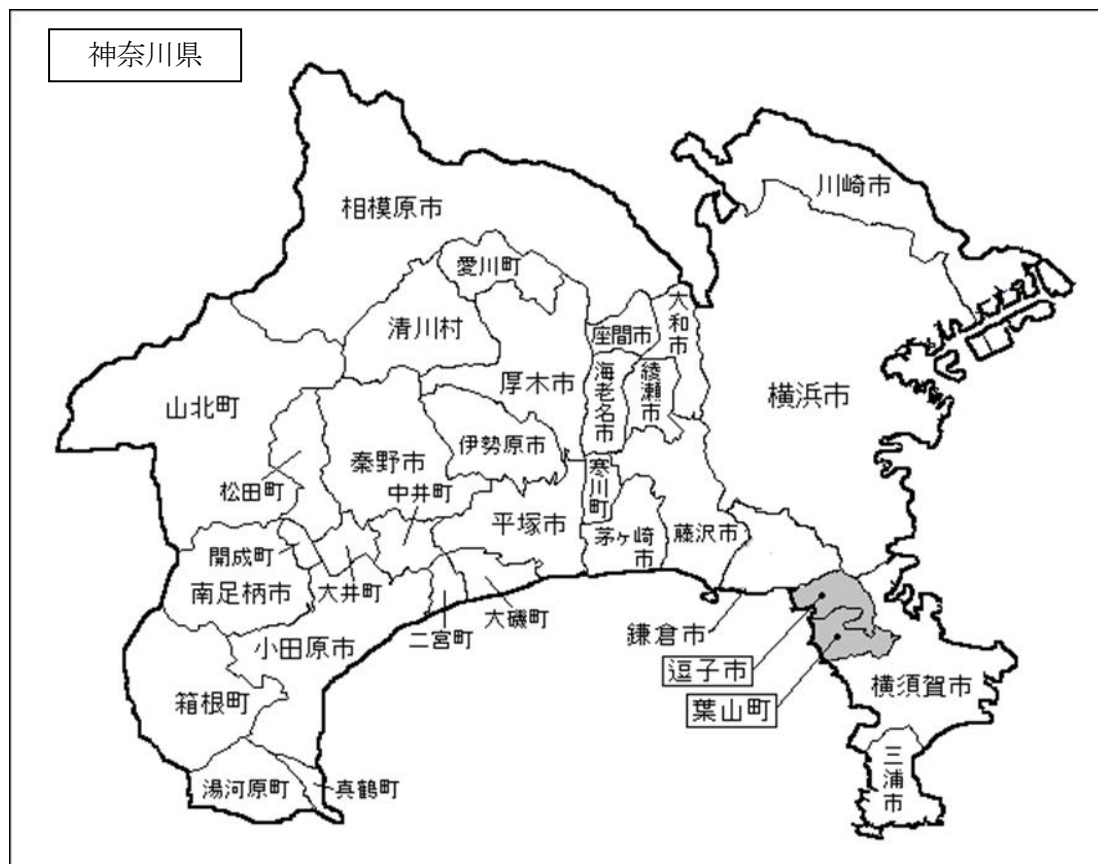 神奈川県
川崎市
相模原市
愛川町
大和市
座間市
清川村
海老名市
綾瀬市
厚木市
横浜市
山北町
伊勢原市
秦野市
寒川町
松田町
中井町
平塚市
茅ヶ崎市
藤沢市
開成町
南足柄市
大井町
大磯町
二宮町
鎌倉市
小田原市
逗子市
横須賀市
箱根町
葉山町
三浦市
湯河原町
真鶴町